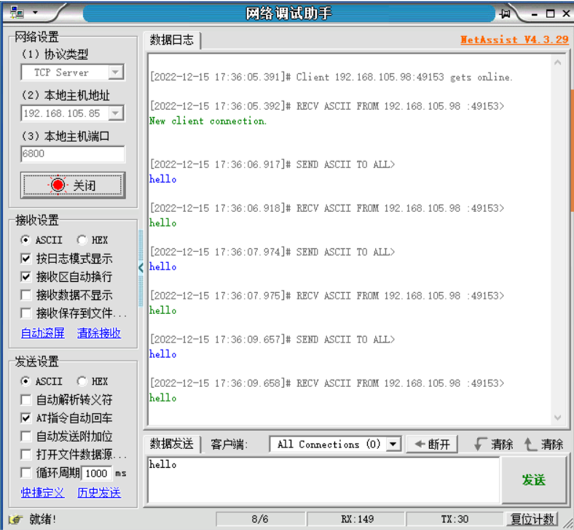 网络调试助手
网络设置
(1) 协议类型
TCP Server
(2) 本地主机地址
192.168.105.85
(3) 本地主机端口
6800
关闭
接收设置
ASCII HEX
按日志模式显示
接收区自动换行
接收数据不显示
接收保存到文件...
自动滚屏 清除接收
发送设置
ASCII HEX
自动解析转义符
AT指令自动回车
自动发送附加位
打开文件数据源...
循环周期 1000 ms
快捷定义 历史发送
数据日志 NetAssist V4.3.29
[2022-12-15 17:36:05.391]# Client 192.168.105.98:49153 gets online.
[2022-12-15 17:36:05.392]# RECV ASCII FROM 192.168.105.98 :49153>
New client connection.
[2022-12-15 17:36:06.917]# SEND ASCII TO ALL>
hello
[2022-12-15 17:36:06.918]# RECV ASCII FROM 192.168.105.98 :49153>
hello
[2022-12-15 17:36:07.974]# SEND ASCII TO ALL>
hello
[2022-12-15 17:36:07.975]# RECV ASCII FROM 192.168.105.98 :49153>
hello
[2022-12-15 17:36:09.657]# SEND ASCII TO ALL>
hello
[2022-12-15 17:36:09.658]# RECV ASCII FROM 192.168.105.98 :49153>
hello
数据发送 客户端: All Connections (0) 断开 清除 清除
hello
发送
就绪! 8/6 RX:149 TX:30 复位计数